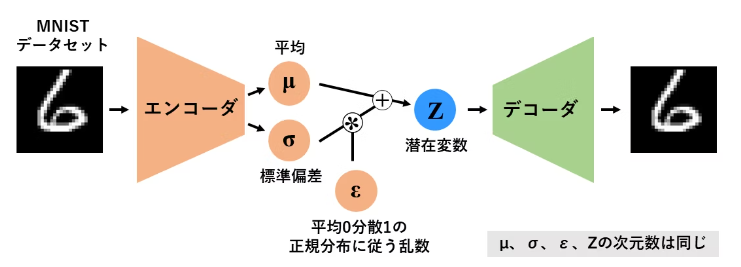 MNIST
データセット
エンコーダ
平均
μ
σ
標準偏差
ε
平均0分散1の
正規分布に従う乱数
+
*
Z
潜在変数
デコーダ
μ、σ、ε、Zの次元数は同じ